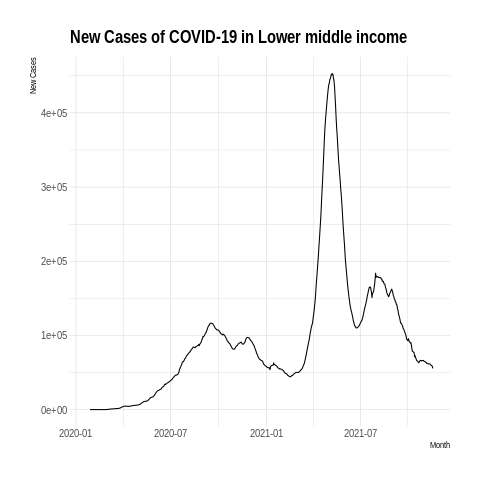 New Cases of COVID-19 in Lower middle income
New Cases
4e+05
3e+05
2e+05
1e+05
0e+00
2020-01 2020-07 2021-01 2021-07
Month